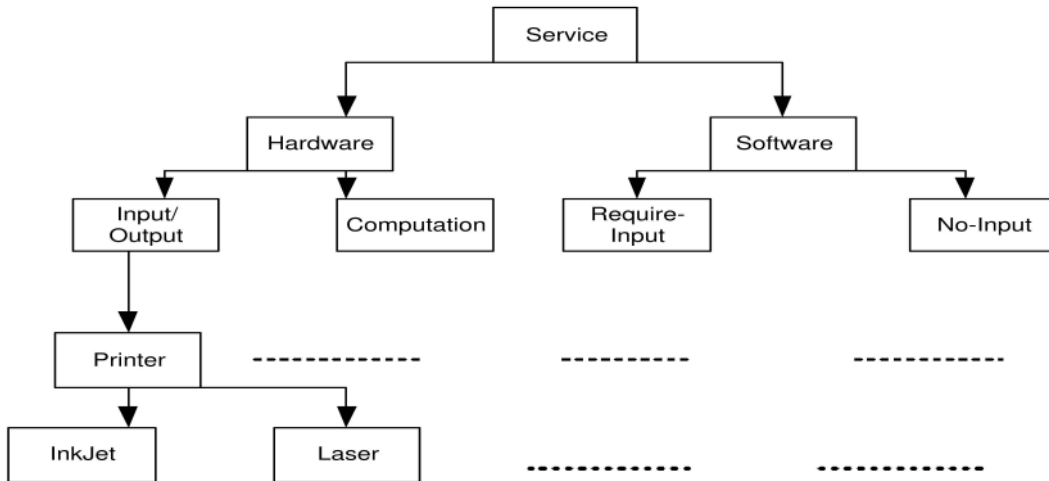 Service
Hardware
Software
Input/
Output
Computation
Require-
Input
No-Input
Printer
InkJet
Laser